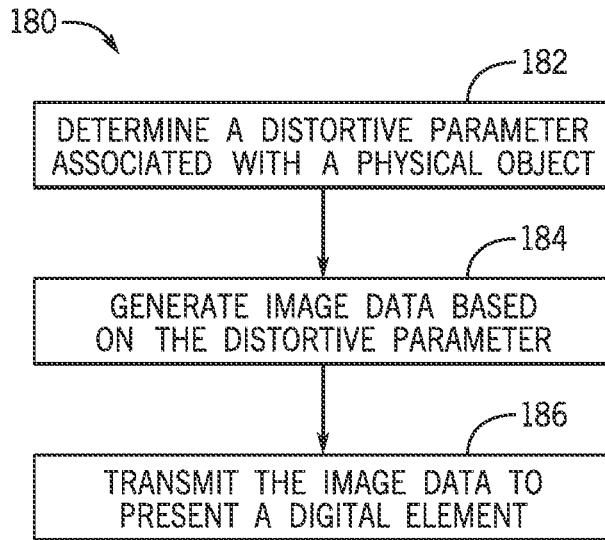 180
182
DETERMINE A DISTORTIVE PARAMETER
ASSOCIATED WITH A PHYSICAL OBJECT
184
GENERATE IMAGE DATA BASED
ON THE DISTORTIVE PARAMETER
186
TRANSMIT THE IMAGE DATA TO
PRESENT A DIGITAL ELEMENT